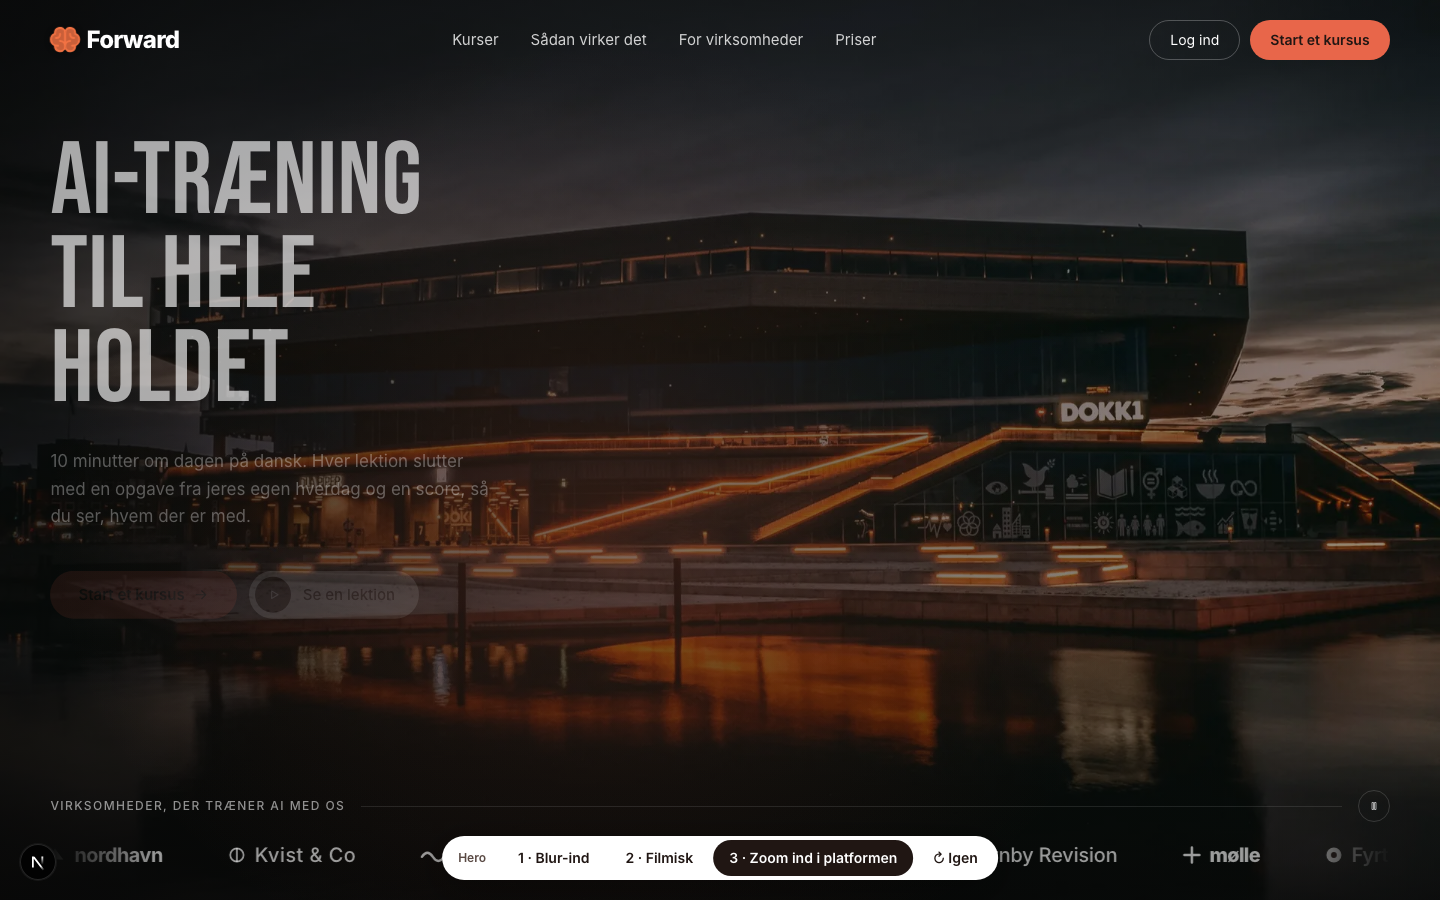 Forward
Kurser
Sådan virker det
For virksomheder
Priser
Log ind
Start et kursus
AI-TRÆNING
TIL HELE
HOLDET
DOKK1
10 minutter om dagen på dansk. Hver lektion slutter
med en opgave fra jeres egen hverdag og en score, så
du ser, hvem der er med.
Start et kursus →
Se en lektion
VIRKSOMHEDER, DER TRÆNER AI MED OS
nordhavn
Kvist & Co
nby Revision
mølle
Hero
1 · Blur-ind
2 · Filmisk
3 · Zoom ind i platformen
↻ Igen
N